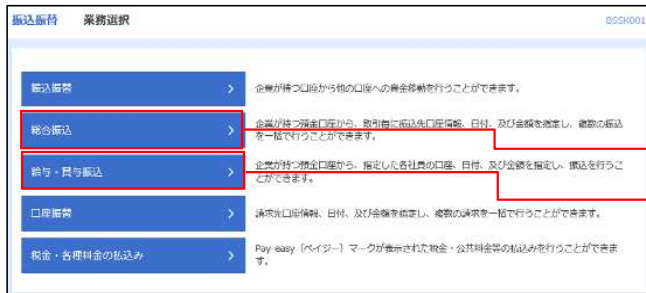 振込振替 業務選択 BSSK001
振込振替 企業が持つ口座から他の口座への資金移動を行うことができます。
総合振込 企業が持つ預金口座から、取引毎に振込先口座情報、日付、及び金額を指定し、複数の振込
を一括で行うことができます。
給与・賞与振込 企業が持つ預金口座から、指定した各社員の口座、日付、及び金額を指定し、振込を行うこ
とができます。
口座振替 請求先口座情報、日付、及び金額を指定し、複数の請求を一括で行うことができます。
税金・各種料金の払込み Pay-easy（ペイジー）マークが表示された税金・公共料金等の払込みを行うことができま
す。